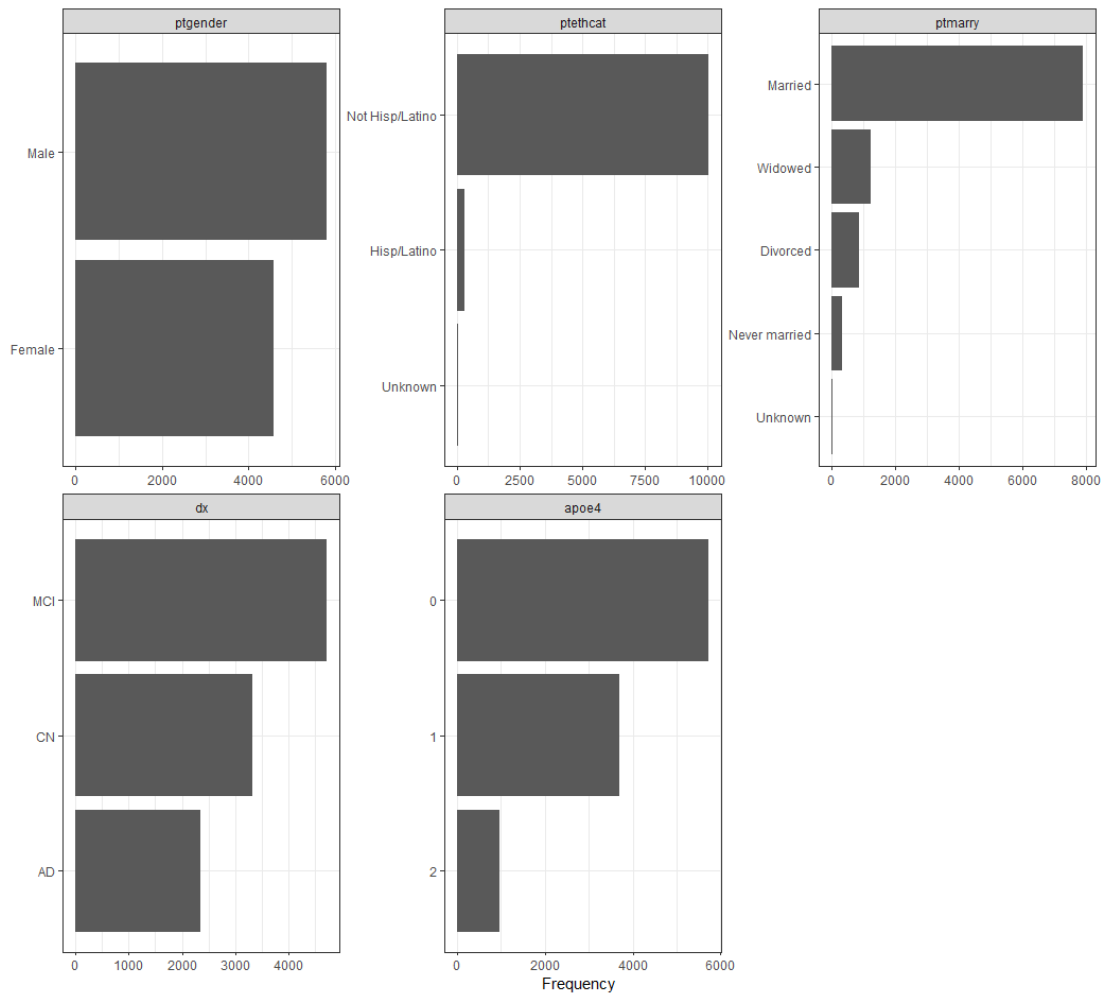 ptgender
Male
Female
0 2000 4000 6000
ptethcat
Not Hisp/Latino
Hisp/Latino
Unknown
0 2500 5000 7500 10000
ptmarry
Married
Widowed
Divorced
Never married
Unknown
0 2000 4000 6000 8000
dx
MCI
CN
AD
0 1000 2000 3000 4000
apoe4
0
1
2
0 2000 4000 6000
Frequency